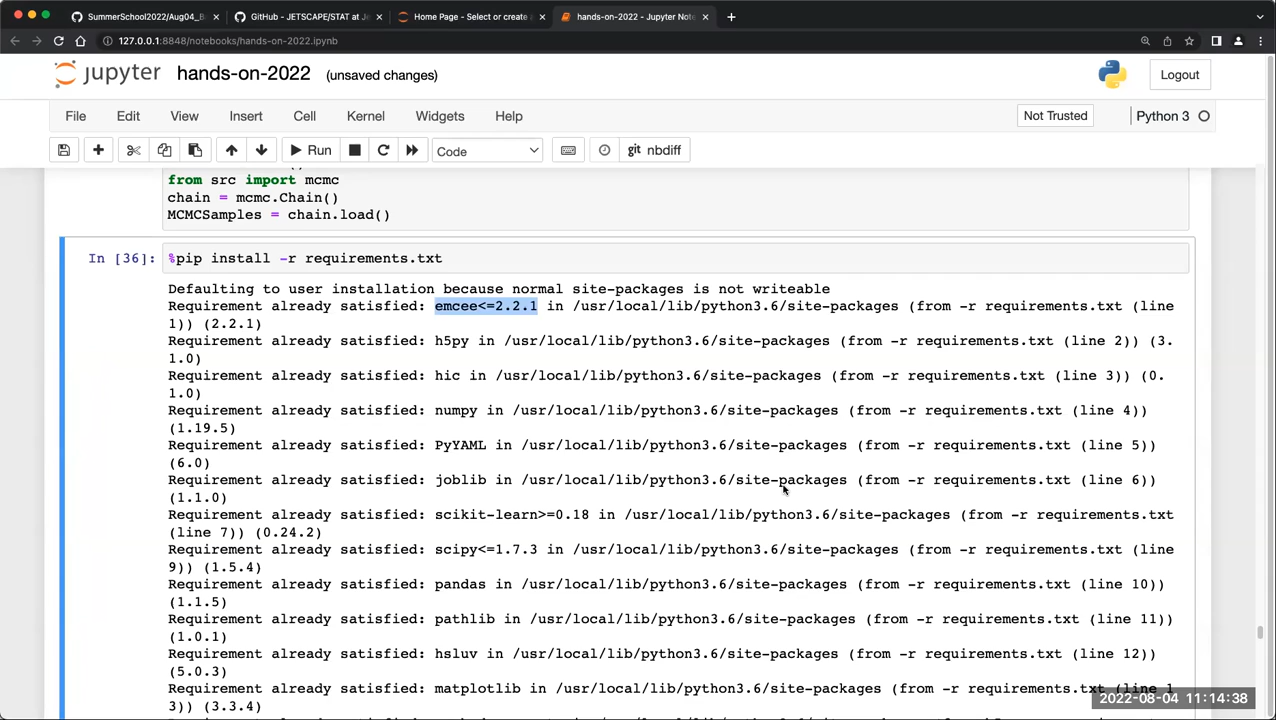 SummerSchool2022/Aug04_B
GitHub - JETSCAPE/STAT at Je
Home Page - Select or create a
hands-on-2022 - Jupyter Note
127.0.0.1:8848/notebooks/hands-on-2022.ipynb
jupyter hands-on-2022 (unsaved changes) Logout
File Edit View Insert Cell Kernel Widgets Help Not Trusted Python 3
Run Code git nbdiff
from src import mcmc
chain = mcmc.Chain()
MCMCSamples = chain.load()
In [36]: %pip install -r requirements.txt
Defaulting to user installation because normal site-packages is not writeable
Requirement already satisfied: emcee<=2.2.1 in /usr/local/lib/python3.6/site-packages (from -r requirements.txt (line
1)) (2.2.1)
Requirement already satisfied: h5py in /usr/local/lib/python3.6/site-packages (from -r requirements.txt (line 2)) (3.
1.0)
Requirement already satisfied: hic in /usr/local/lib/python3.6/site-packages (from -r requirements.txt (line 3)) (0.
1.0)
Requirement already satisfied: numpy in /usr/local/lib/python3.6/site-packages (from -r requirements.txt (line 4))
(1.19.5)
Requirement already satisfied: PyYAML in /usr/local/lib/python3.6/site-packages (from -r requirements.txt (line 5))
(6.0)
Requirement already satisfied: joblib in /usr/local/lib/python3.6/site-packages (from -r requirements.txt (line 6))
(1.1.0)
Requirement already satisfied: scikit-learn>=0.18 in /usr/local/lib/python3.6/site-packages (from -r requirements.txt
(line 7)) (0.24.2)
Requirement already satisfied: scipy<=1.7.3 in /usr/local/lib/python3.6/site-packages (from -r requirements.txt (line
9)) (1.5.4)
Requirement already satisfied: pandas in /usr/local/lib/python3.6/site-packages (from -r requirements.txt (line 10))
(1.1.5)
Requirement already satisfied: pathlib in /usr/local/lib/python3.6/site-packages (from -r requirements.txt (line 11))
(1.0.1)
Requirement already satisfied: hsluv in /usr/local/lib/python3.6/site-packages (from -r requirements.txt (line 12))
(5.0.3)
Requirement already satisfied: matplotlib in /usr/local/lib/python3.6/site-packages (from -r requirements.txt (line 1
3)) (3.3.4)
2022-08-04 11:14:38